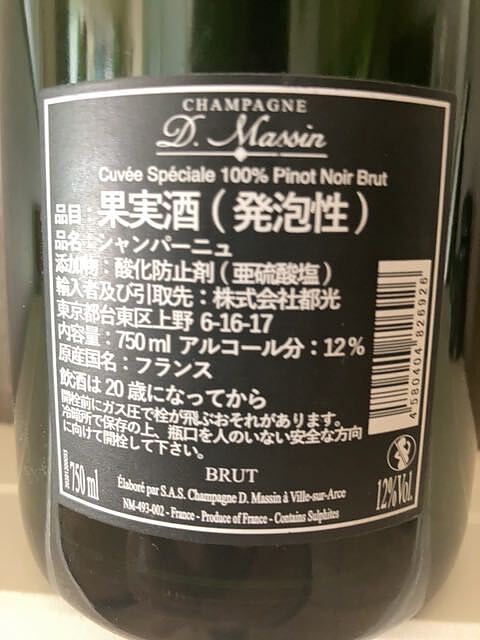 CHAMPAGNE
D. Massin
Cuvée Spéciale 100% Pinot Noir Brut
品目：果実酒（発泡性）
品名：シャンパーニュ
添加物：酸化防止剤（亜硫酸塩）
輸入者及び引取先：株式会社都光
東京都台東区上野 6-16-17
内容量：750ml アルコール分：12%
原産国名：フランス
飲酒は20歳になってから
開栓前にガス圧で栓が飛ぶおそれがあります。
冷暗所で保存の上、瓶口を人のいない安全な方向
に向けて開栓して下さい。
4 580404 826926
BRUT
750 ml
Élaboré par S.A.S. Champagne D. Massin à Ville-sur-Arce
NM-493-002 - France - Produce of France - Contains Sulphites
12%Vol.